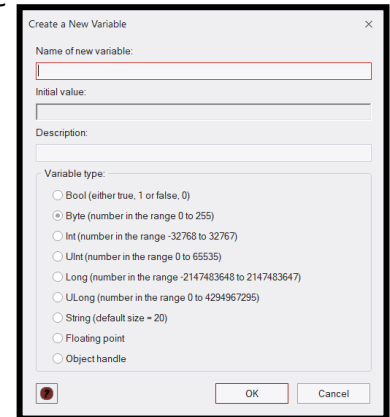 Create a New Variable
Name of new variable:
Initial value:
Description:
Variable type:
Bool (either true, 1 or false, 0)
Byte (number in the range 0 to 255)
Int (number in the range -32768 to 32767)
UInt (number in the range 0 to 65535)
Long (number in the range -2147483648 to 2147483647)
ULong (number in the range 0 to 4294967295)
String (default size = 20)
Floating point
Object handle
?
OK Cancel